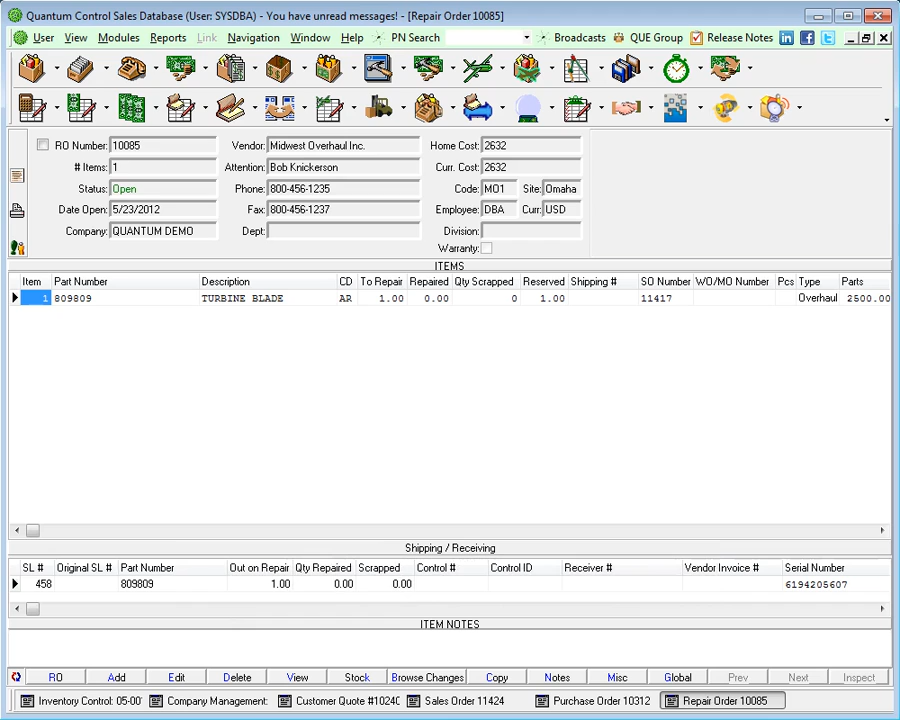 Quantum Control Sales Database (User: SYSDBA) - You have unread messages! - [Repair Order 10085]
User View Modules Reports Link Navigation Window Help PN Search Broadcasts QUE Group Release Notes
RO Number: 10085 Vendor: Midwest Overhaul Inc. Home Cost: 2632
# Items: 1 Attention: Bob Knickerson Curr. Cost: 2632
Status: Open Phone: 800-456-1235 Code: MO1 Site: Omaha
Date Open: 5/23/2012 Fax: 800-456-1237 Employee: DBA Curr: USD
Company: QUANTUM DEMO Dept: Division:
Warranty:
ITEMS
Item Part Number Description CD To Repair Repaired Qty Scrapped Reserved Shipping # SO Number WO/MO Number Pcs Type Parts
1 809809 TURBINE BLADE AR 1.00 0.00 0 1.00 11417 Overhaul 2500.00
Shipping / Receiving
SL # Original SL # Part Number Out on Repair Qty Repaired Scrapped Control # Control ID Receiver # Vendor Invoice # Serial Number
458 809809 1.00 0.00 0.00 6194205607
ITEM NOTES
RO Add Edit Delete View Stock Browse Changes Copy Notes Misc Global Prev Next Inspect
Inventory Control: 05-00 Company Management: Customer Quote #1024 Sales Order 11424 Purchase Order 10312 Repair Order 10085